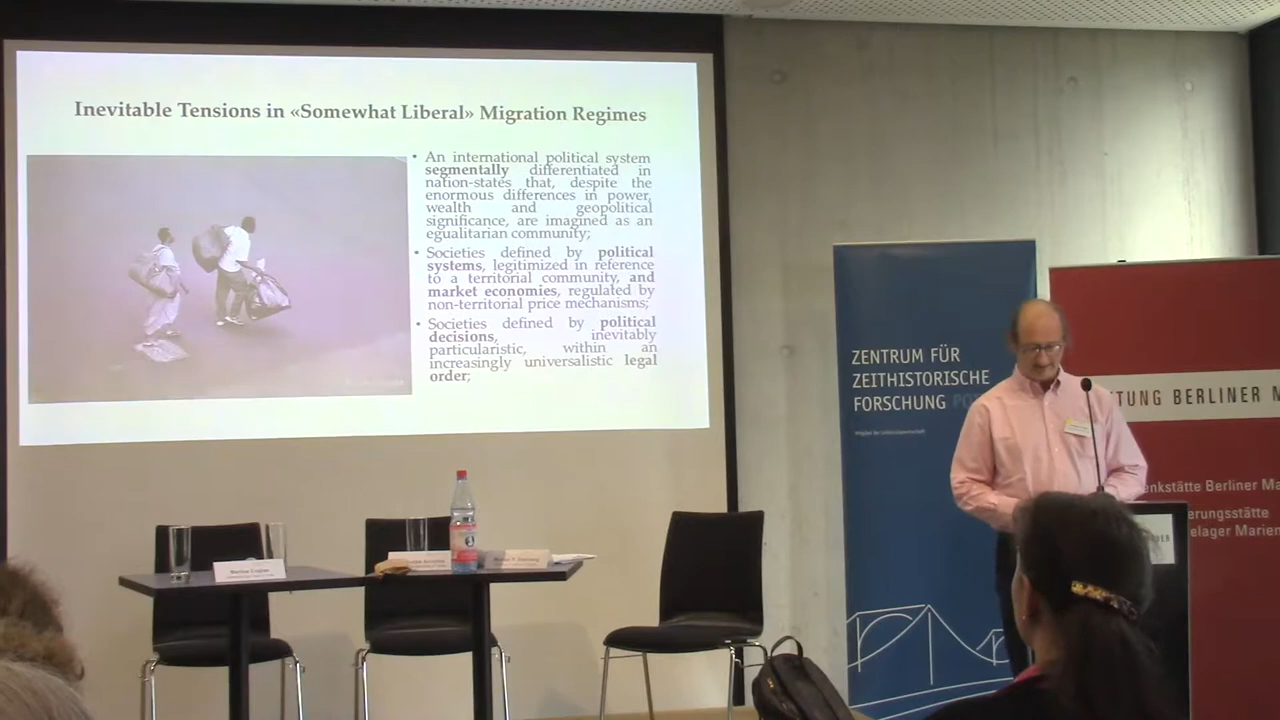 Inevitable Tensions in «Somewhat Liberal» Migration Regimes
• An international political system
segmentally differentiated in
nation-states that, despite the
enormous differences in power,
wealth and geopolitical
significance, are imagined as an
egualitarian community;
• Societies defined by political
systems, legitimized in reference
to a territorial community, and
market economies, regulated by
non-territorial price mechanisms;
• Societies defined by political
decisions, inevitably
particularistic, within an
increasingly universalistic legal
order;
ZENTRUM FÜR
ZEITHISTORISCHE
FORSCHUNG
TUNG BERLINER M
enkstätte Berliner Ma
erungsstätte
elager Marien